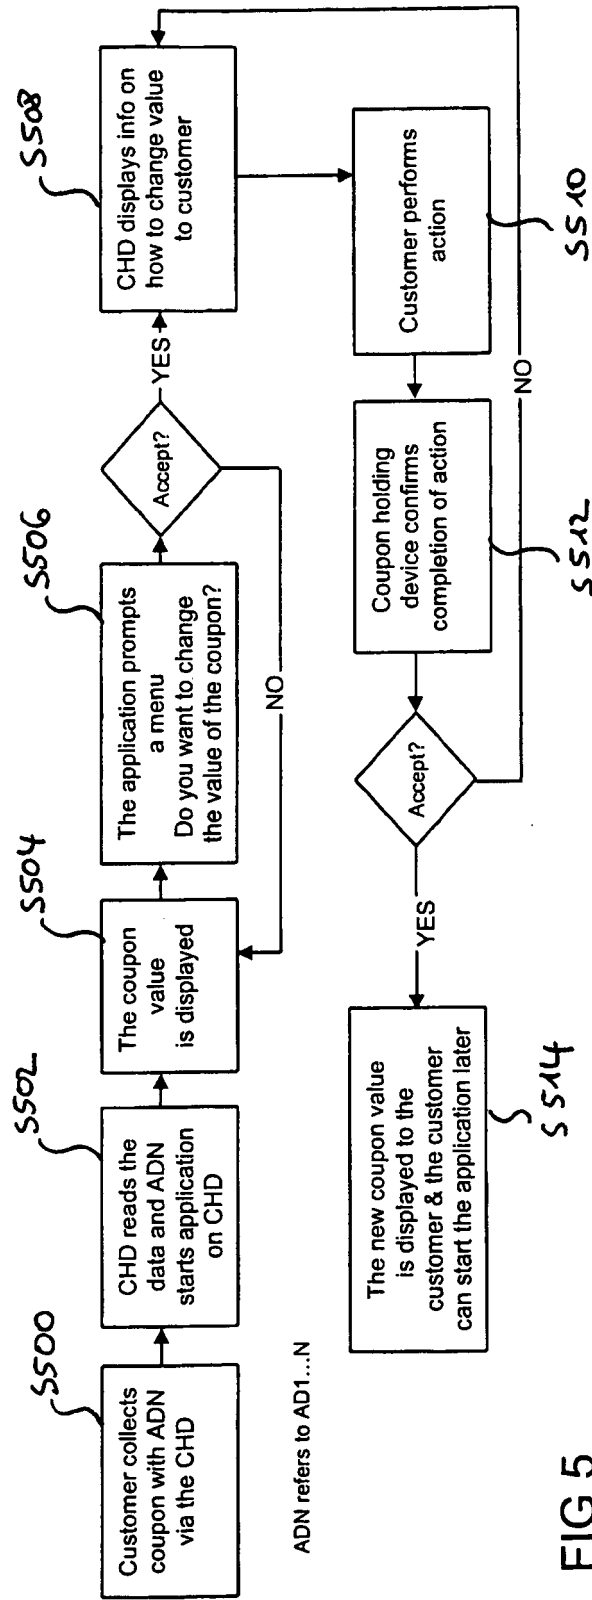 S500
Customer collects
coupon with ADN
via the CHD
S502
CHD reads the
data and ADN
starts application
on CHD
S504
The coupon
value
is displayed
S506
The application prompts
a menu
Do you want to change
the value of the coupon?
Accept?
YES
NO
S508
CHD displays info on
how to change value
to customer
Customer performs
action
S510
Coupon holding
device confirms
completion of action
S512
Accept?
NO
YES
The new coupon value
is displayed to the
customer & the customer
can start the application later
S514
ADN refers to AD1...N
FIG 5